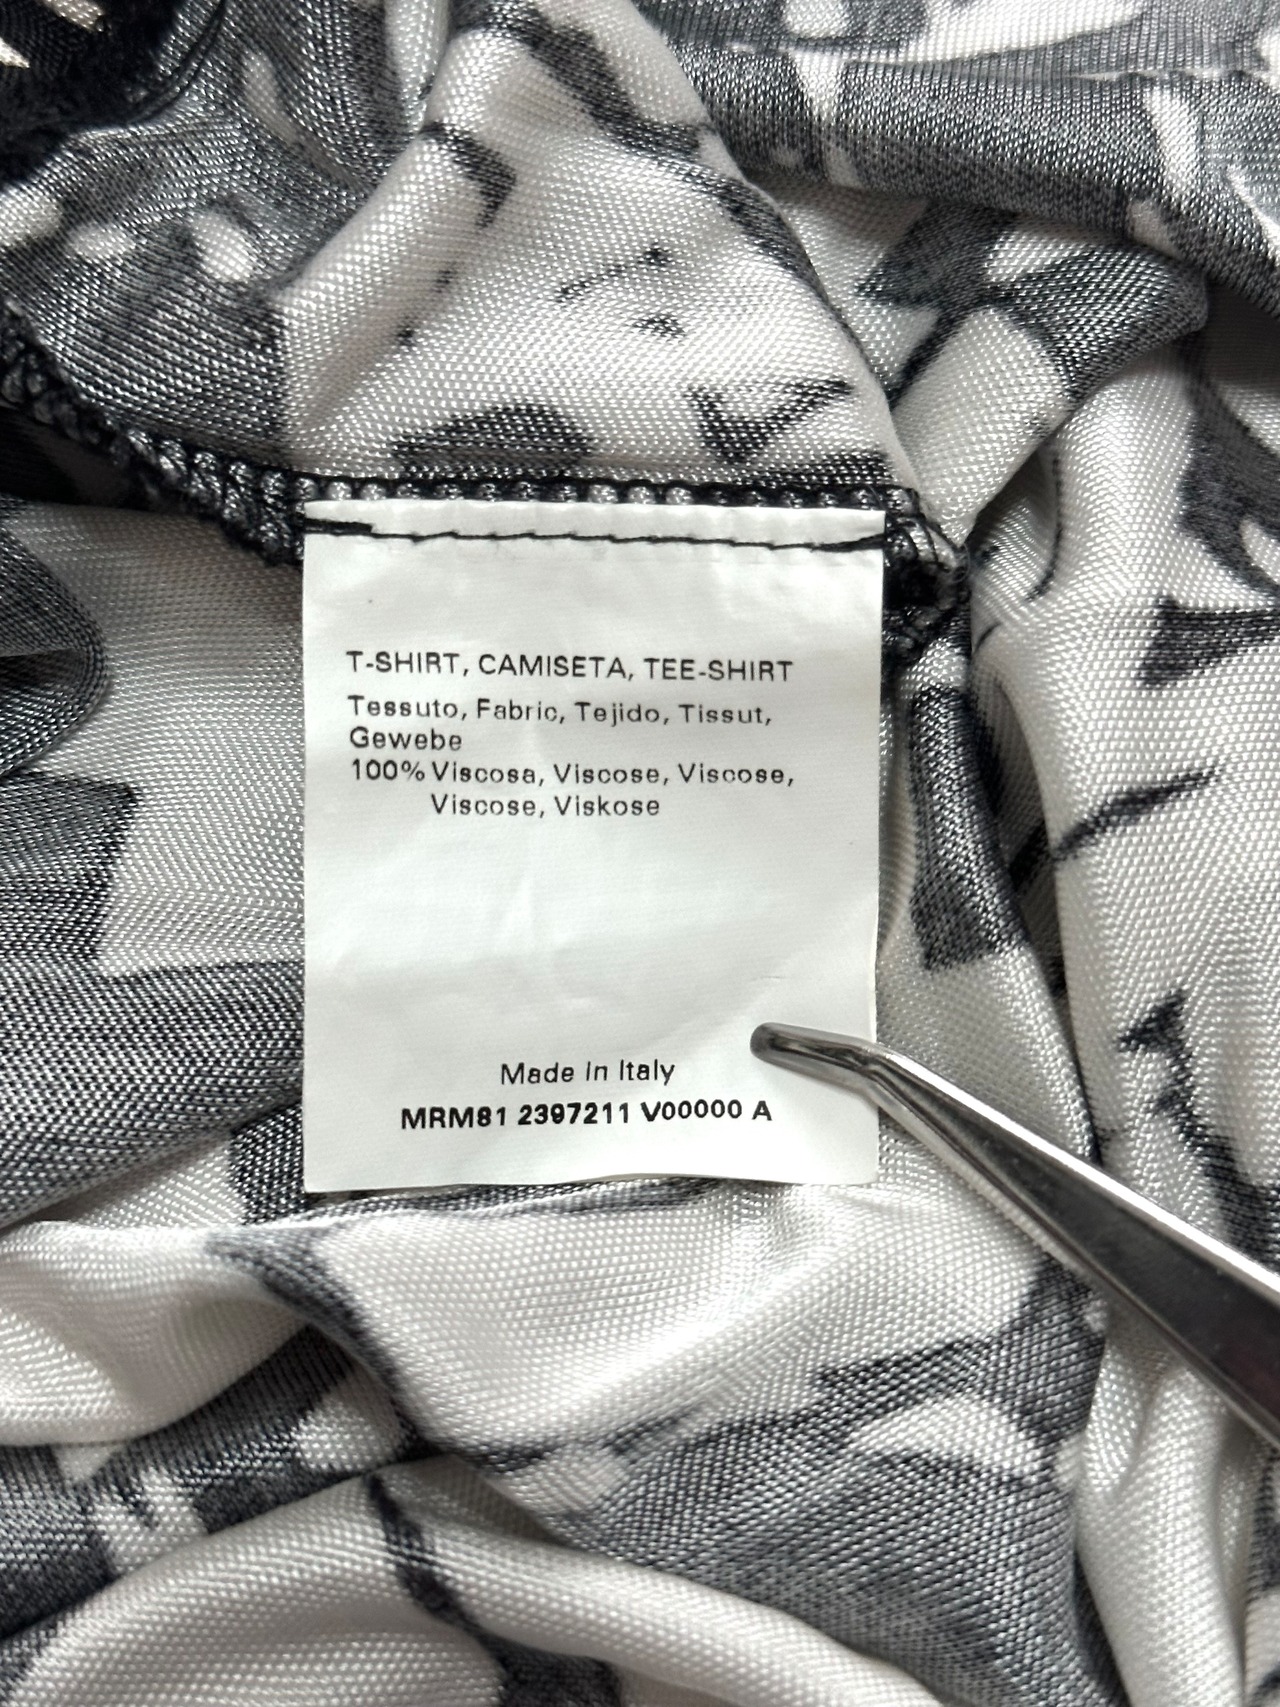 T-SHIRT, CAMISETA, TEE-SHIRT
Tessuto, Fabric, Tejido, Tissut,
Gewebe
100% Viscosa, Viscose, Viscose,
Viscose, Viskose
Made in Italy
MRM81 2397211 V00000 A